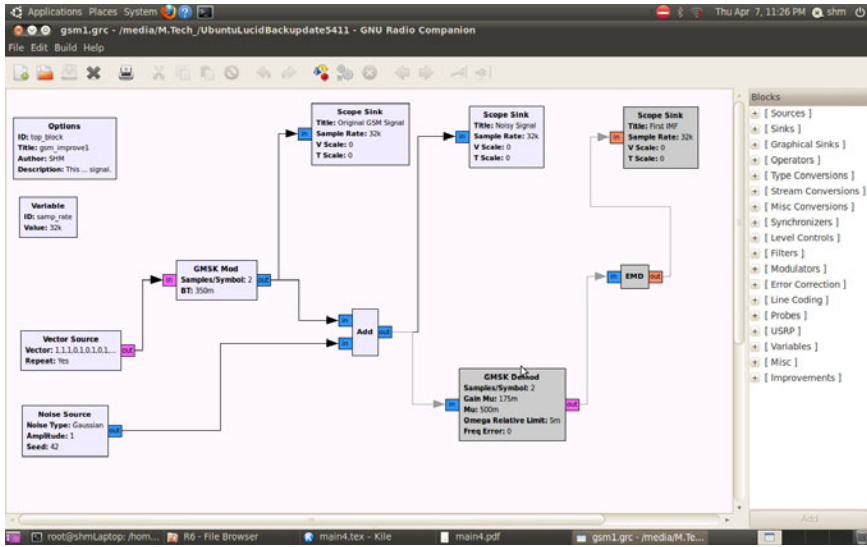 Applications Places System Thu Apr 7, 11:26 PM shm
gsm1.grc - /media/M.Tech_/UbuntuLucidBackupdate5411 - GNU Radio Companion
File Edit Build Help
Options
ID: top_block
Title: gsm_improve1
Author: SHM
Description: This ... signal.
Variable
ID: samp_rate
Value: 32k
Scope Sink
Title: Original GSM Signal
Sample Rate: 32k
V Scale: 0
T Scale: 0
in
Scope Sink
Title: Noisy Signal
Sample Rate: 32k
V Scale: 0
T Scale: 0
in
Scope Sink
Title: First IMF
Sample Rate: 32k
V Scale: 0
T Scale: 0
in
GMSK Mod
Samples/Symbol: 2
BT: 350m
in
out
in
EMD
out
in
in
Add
out
Vector Source
Vector: 1,1,1,0,1,0,1,0,1,...
Repeat: Yes
out
Noise Source
Noise Type: Gaussian
Amplitude: 1
Seed: 42
out
GMSK Demod
Samples/Symbol: 2
Gain Mu: 175m
Mu: 500m
Omega Relative Limit: 5m
Freq Error: 0
in
out
Blocks
[ Sources ]
[ Sinks ]
[ Graphical Sinks ]
[ Operators ]
[ Type Conversions ]
[ Stream Conversions ]
[ Misc Conversions ]
[ Synchronizers ]
[ Level Controls ]
[ Filters ]
[ Modulators ]
[ Error Correction ]
[ Line Coding ]
[ Probes ]
[ USRP ]
[ Variables ]
[ Misc ]
[ Improvements ]
Add
root@shmLaptop: /hom... R6 - File Browser main4.tex – Kile main4.pdf gsm1.grc - /media/M.Te...